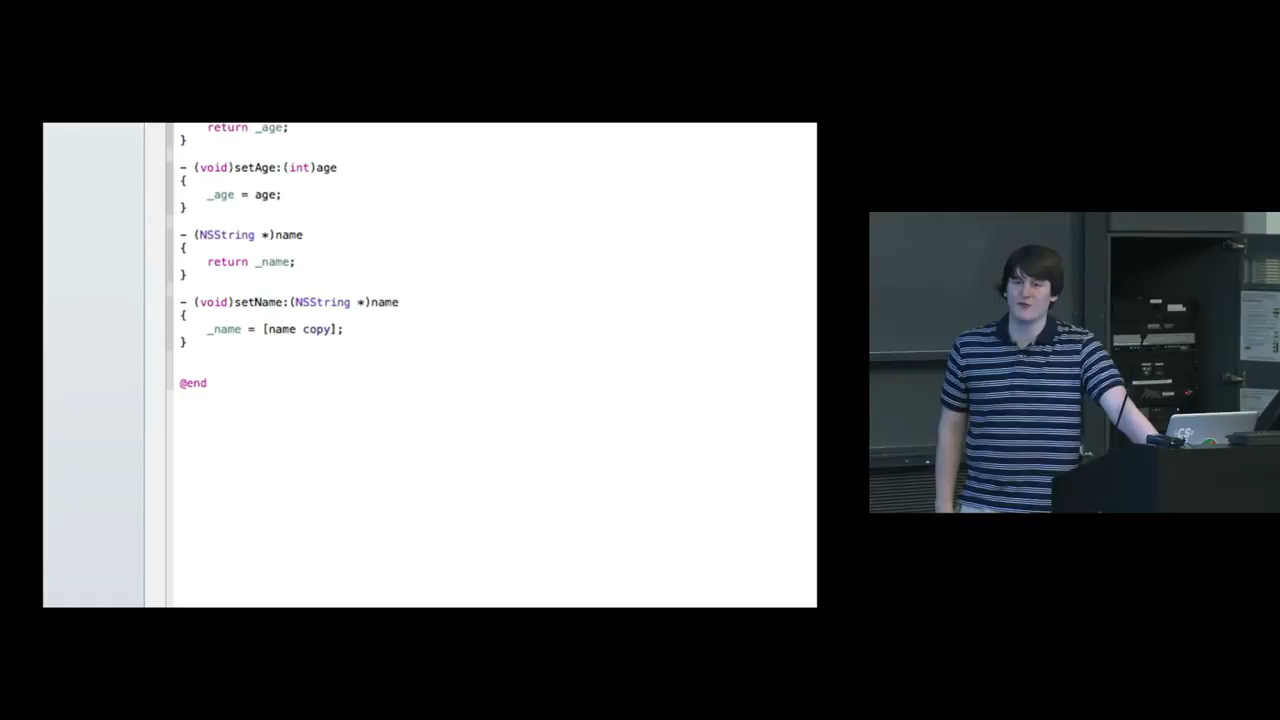 return _age;
}
- (void)setAge:(int)age
{
_age = age;
}
- (NSString *)name
{
return _name;
}
- (void)setName:(NSString *)name
{
_name = [name copy];
}
@end
CS